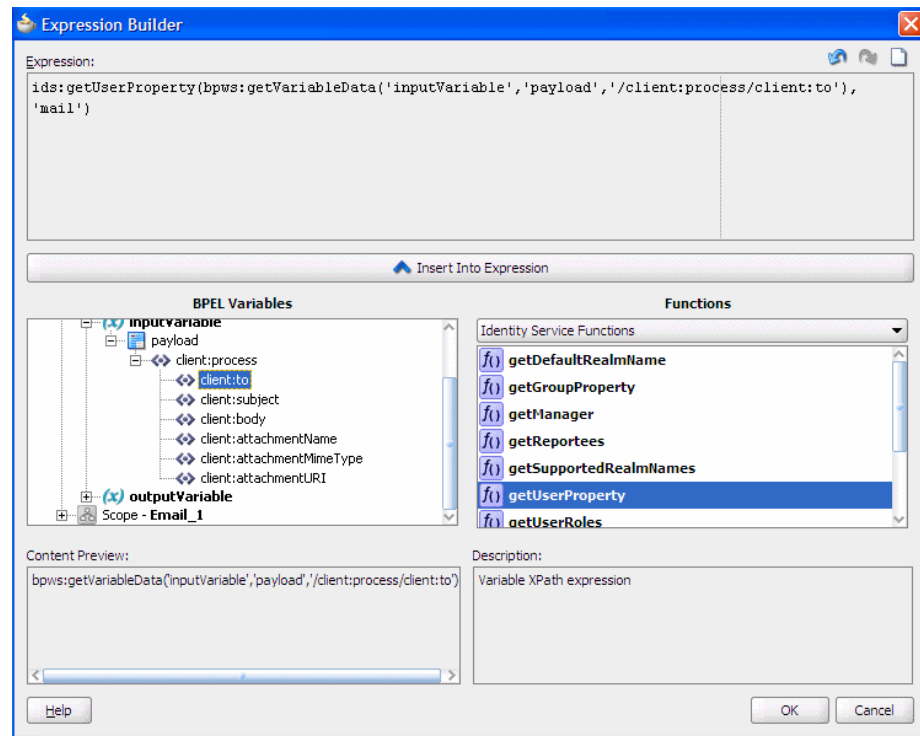 Expression Builder
Expression:
ids:getUserProperty(bpws:getVariableData('inputVariable','payload','/client:process/client:to'),
'mail')
Insert Into Expression
BPEL Variables
Functions
(x) inputVariable
payload
client:process
client:to
client:subject
client:body
client:attachmentName
client:attachmentMimeType
client:attachmentURI
(x) outputVariable
Scope - Email_1
Identity Service Functions
f() getDefaultRealmName
f() getGroupProperty
f() getManager
f() getReportees
f() getSupportedRealmNames
f() getUserProperty
f() getUserRoles
Content Preview:
bpws:getVariableData('inputVariable','payload','/client:process/client:to')
Description:
Variable XPath expression
Help
OK
Cancel